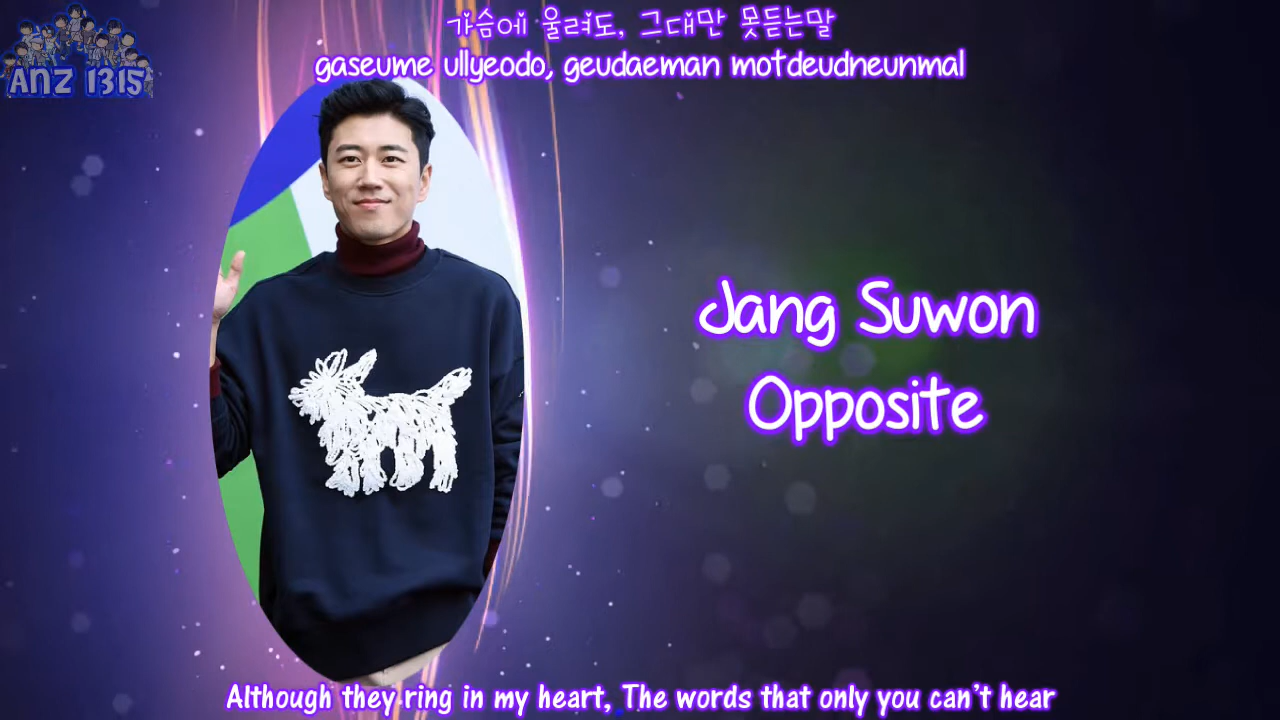 가슴에 울려도, 그대만 못듣는말
gaseume ullyeodo, geudaeman motdeudneunmal
ANZ 1315
Jang Suwon
Opposite
Although they ring in my heart, The words that only you can't hear